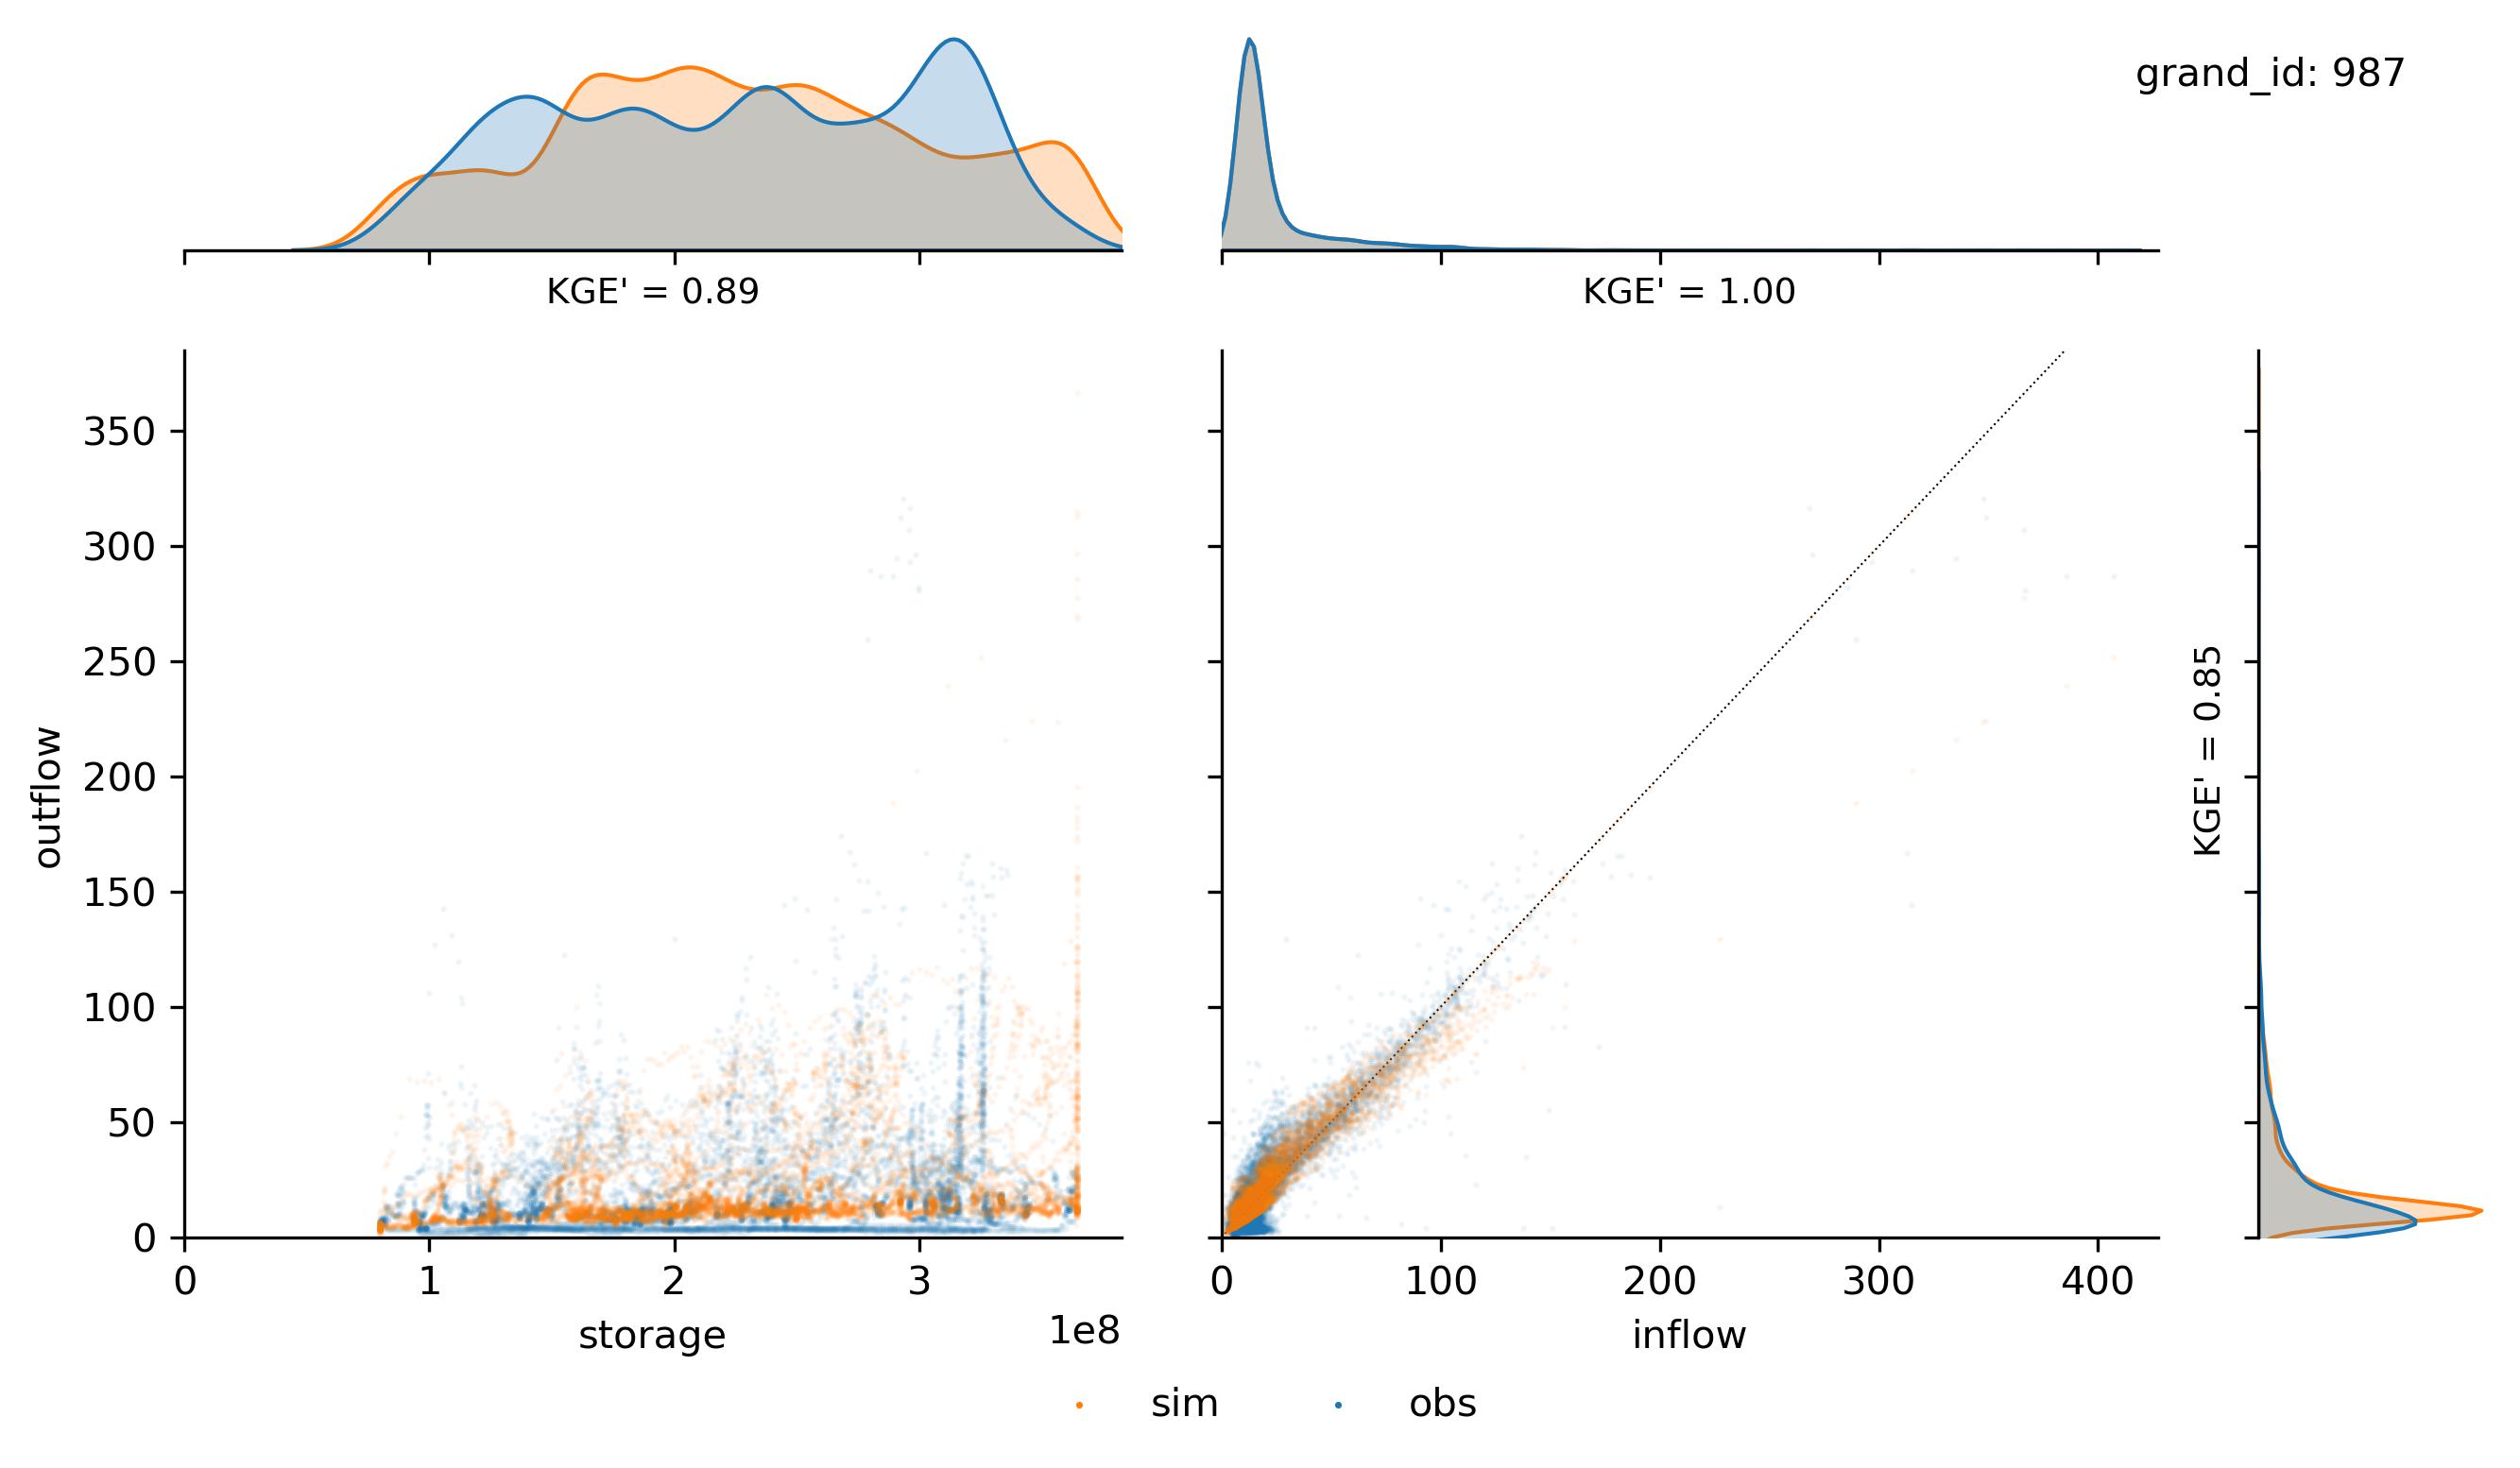 grand_id: 987
KGE' = 0.89
KGE' = 1.00
outflow
350
300
250
200
150
100
50
0
KGE' = 0.85
0 1 2 3
0 100 200 300 400
storage
1e8
inflow
sim
obs